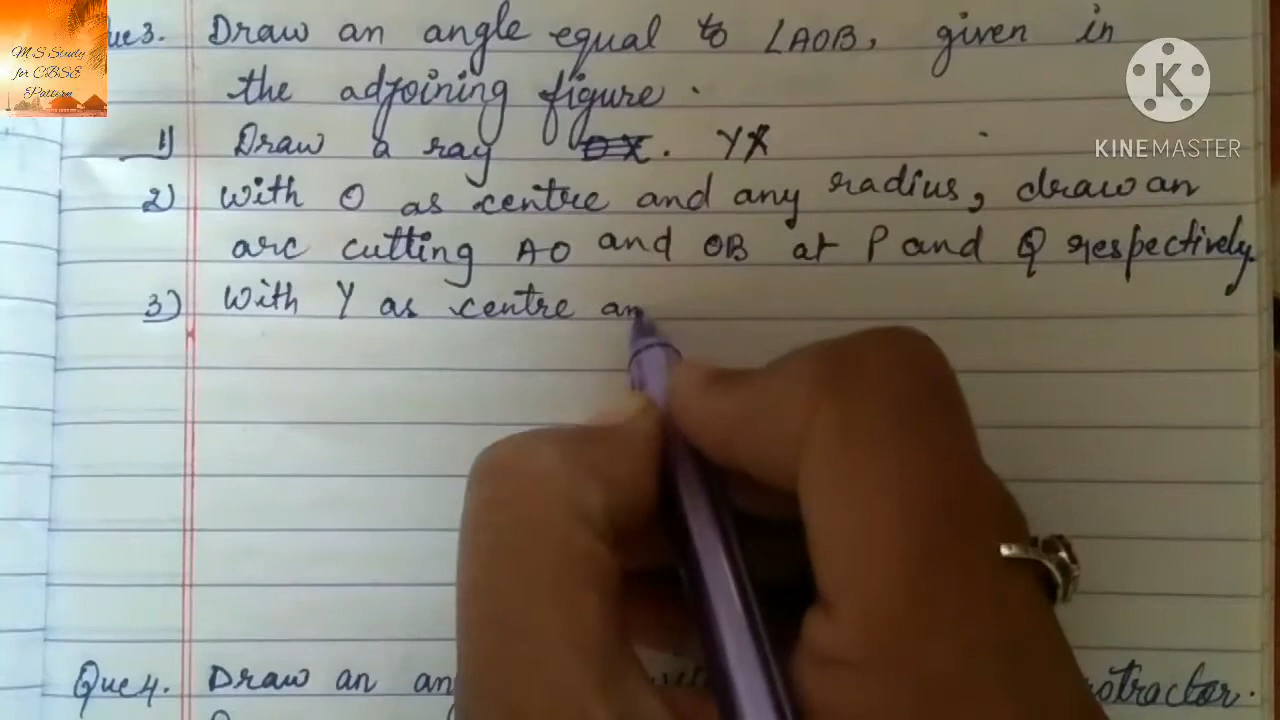 M.S Study
for CBSE
Pattern
Que3. Draw an angle equal to ∠AOB, given in
the adjoining figure.
KINEMASTER
1) Draw a ray OX. YX
2) With O as centre and any radius, draw an
arc cutting AO and OB at P and Q respectively.
3) With Y as centre an
Que4. Draw an an